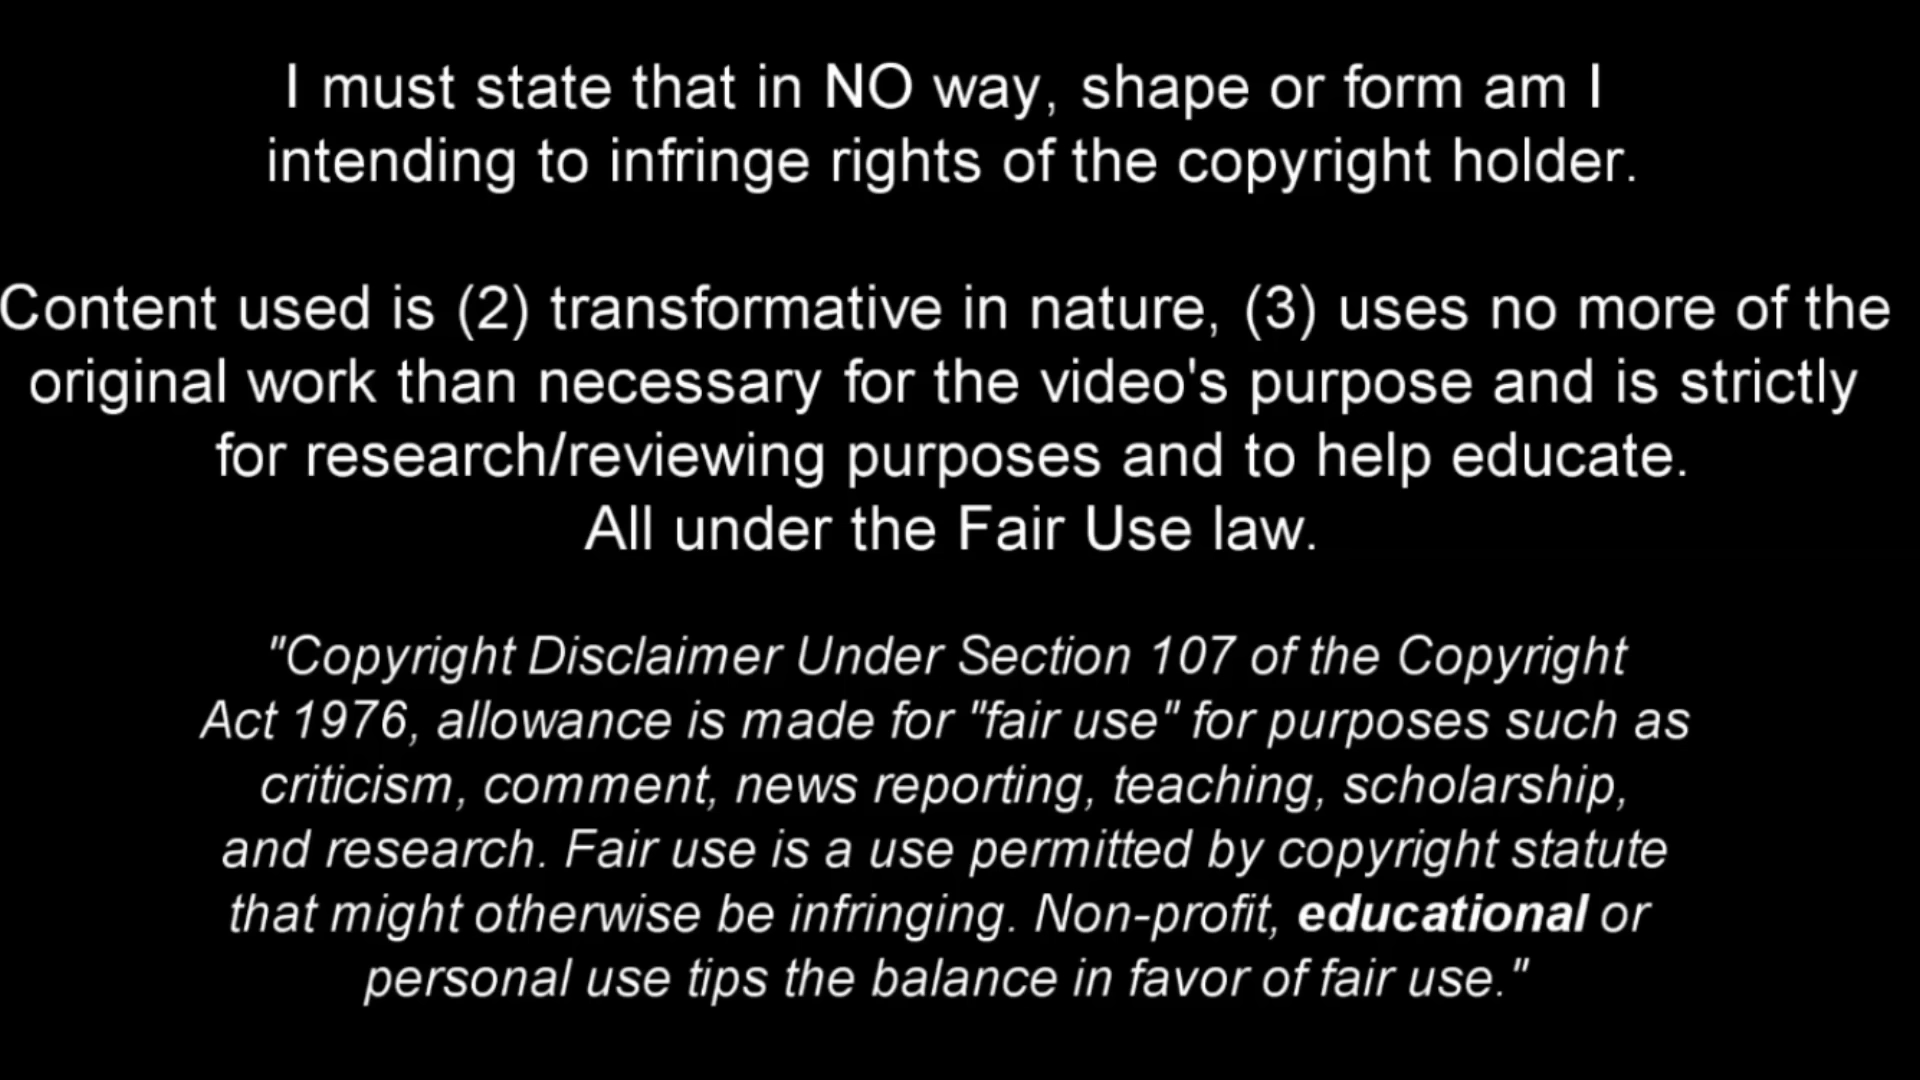 I must state that in NO way, shape or form am I
intending to infringe rights of the copyright holder.
Content used is (2) transformative in nature, (3) uses no more of the
original work than necessary for the video's purpose and is strictly
for research/reviewing purposes and to help educate.
All under the Fair Use law.
"Copyright Disclaimer Under Section 107 of the Copyright
Act 1976, allowance is made for "fair use" for purposes such as
criticism, comment, news reporting, teaching, scholarship,
and research. Fair use is a use permitted by copyright statute
that might otherwise be infringing. Non-profit, educational or
personal use tips the balance in favor of fair use."